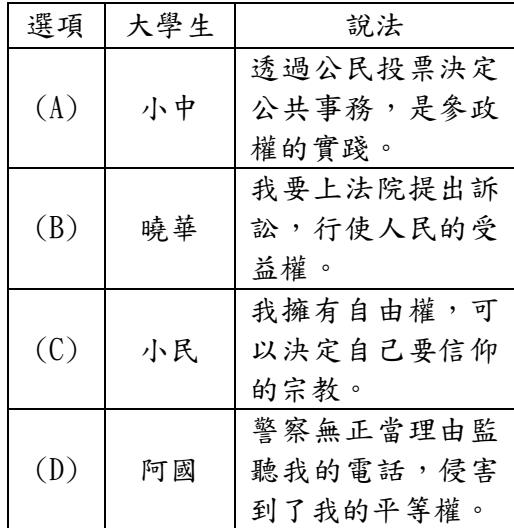 選項 大學生 說法
(A) 小中 透過公民投票決定
公共事務，是參政
權的實踐。
(B) 曉華 我要上法院提出訴
訟，行使人民的受
益權。
(C) 小民 我擁有自由權，可
以決定自己要信仰
的宗教。
(D) 阿國 警察無正當理由監
聽我的電話，侵害
到了我的平等權。